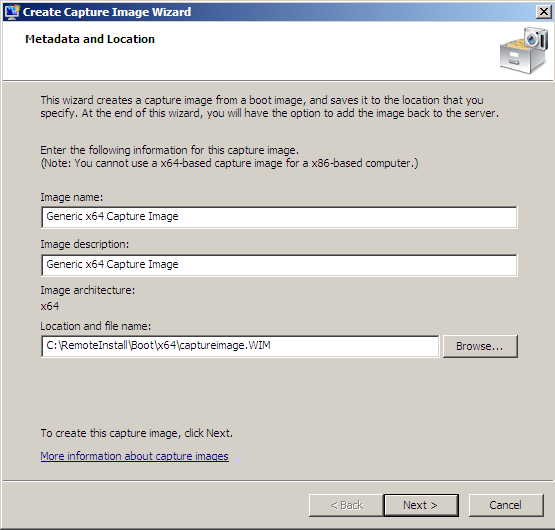 Create Capture Image Wizard
Metadata and Location
This wizard creates a capture image from a boot image, and saves it to the location that you
specify. At the end of this wizard, you will have the option to add the image back to the server.
Enter the following information for this capture image.
(Note: You cannot use a x64-based capture image for a x86-based computer.)
Image name:
Generic x64 Capture Image
Image description:
Generic x64 Capture Image
Image architecture:
x64
Location and file name:
C:\RemoteInstall\Boot\x64\captureimage.WIM
Browse...
To create this capture image, click Next.
More information about capture images
< Back
Next >
Cancel